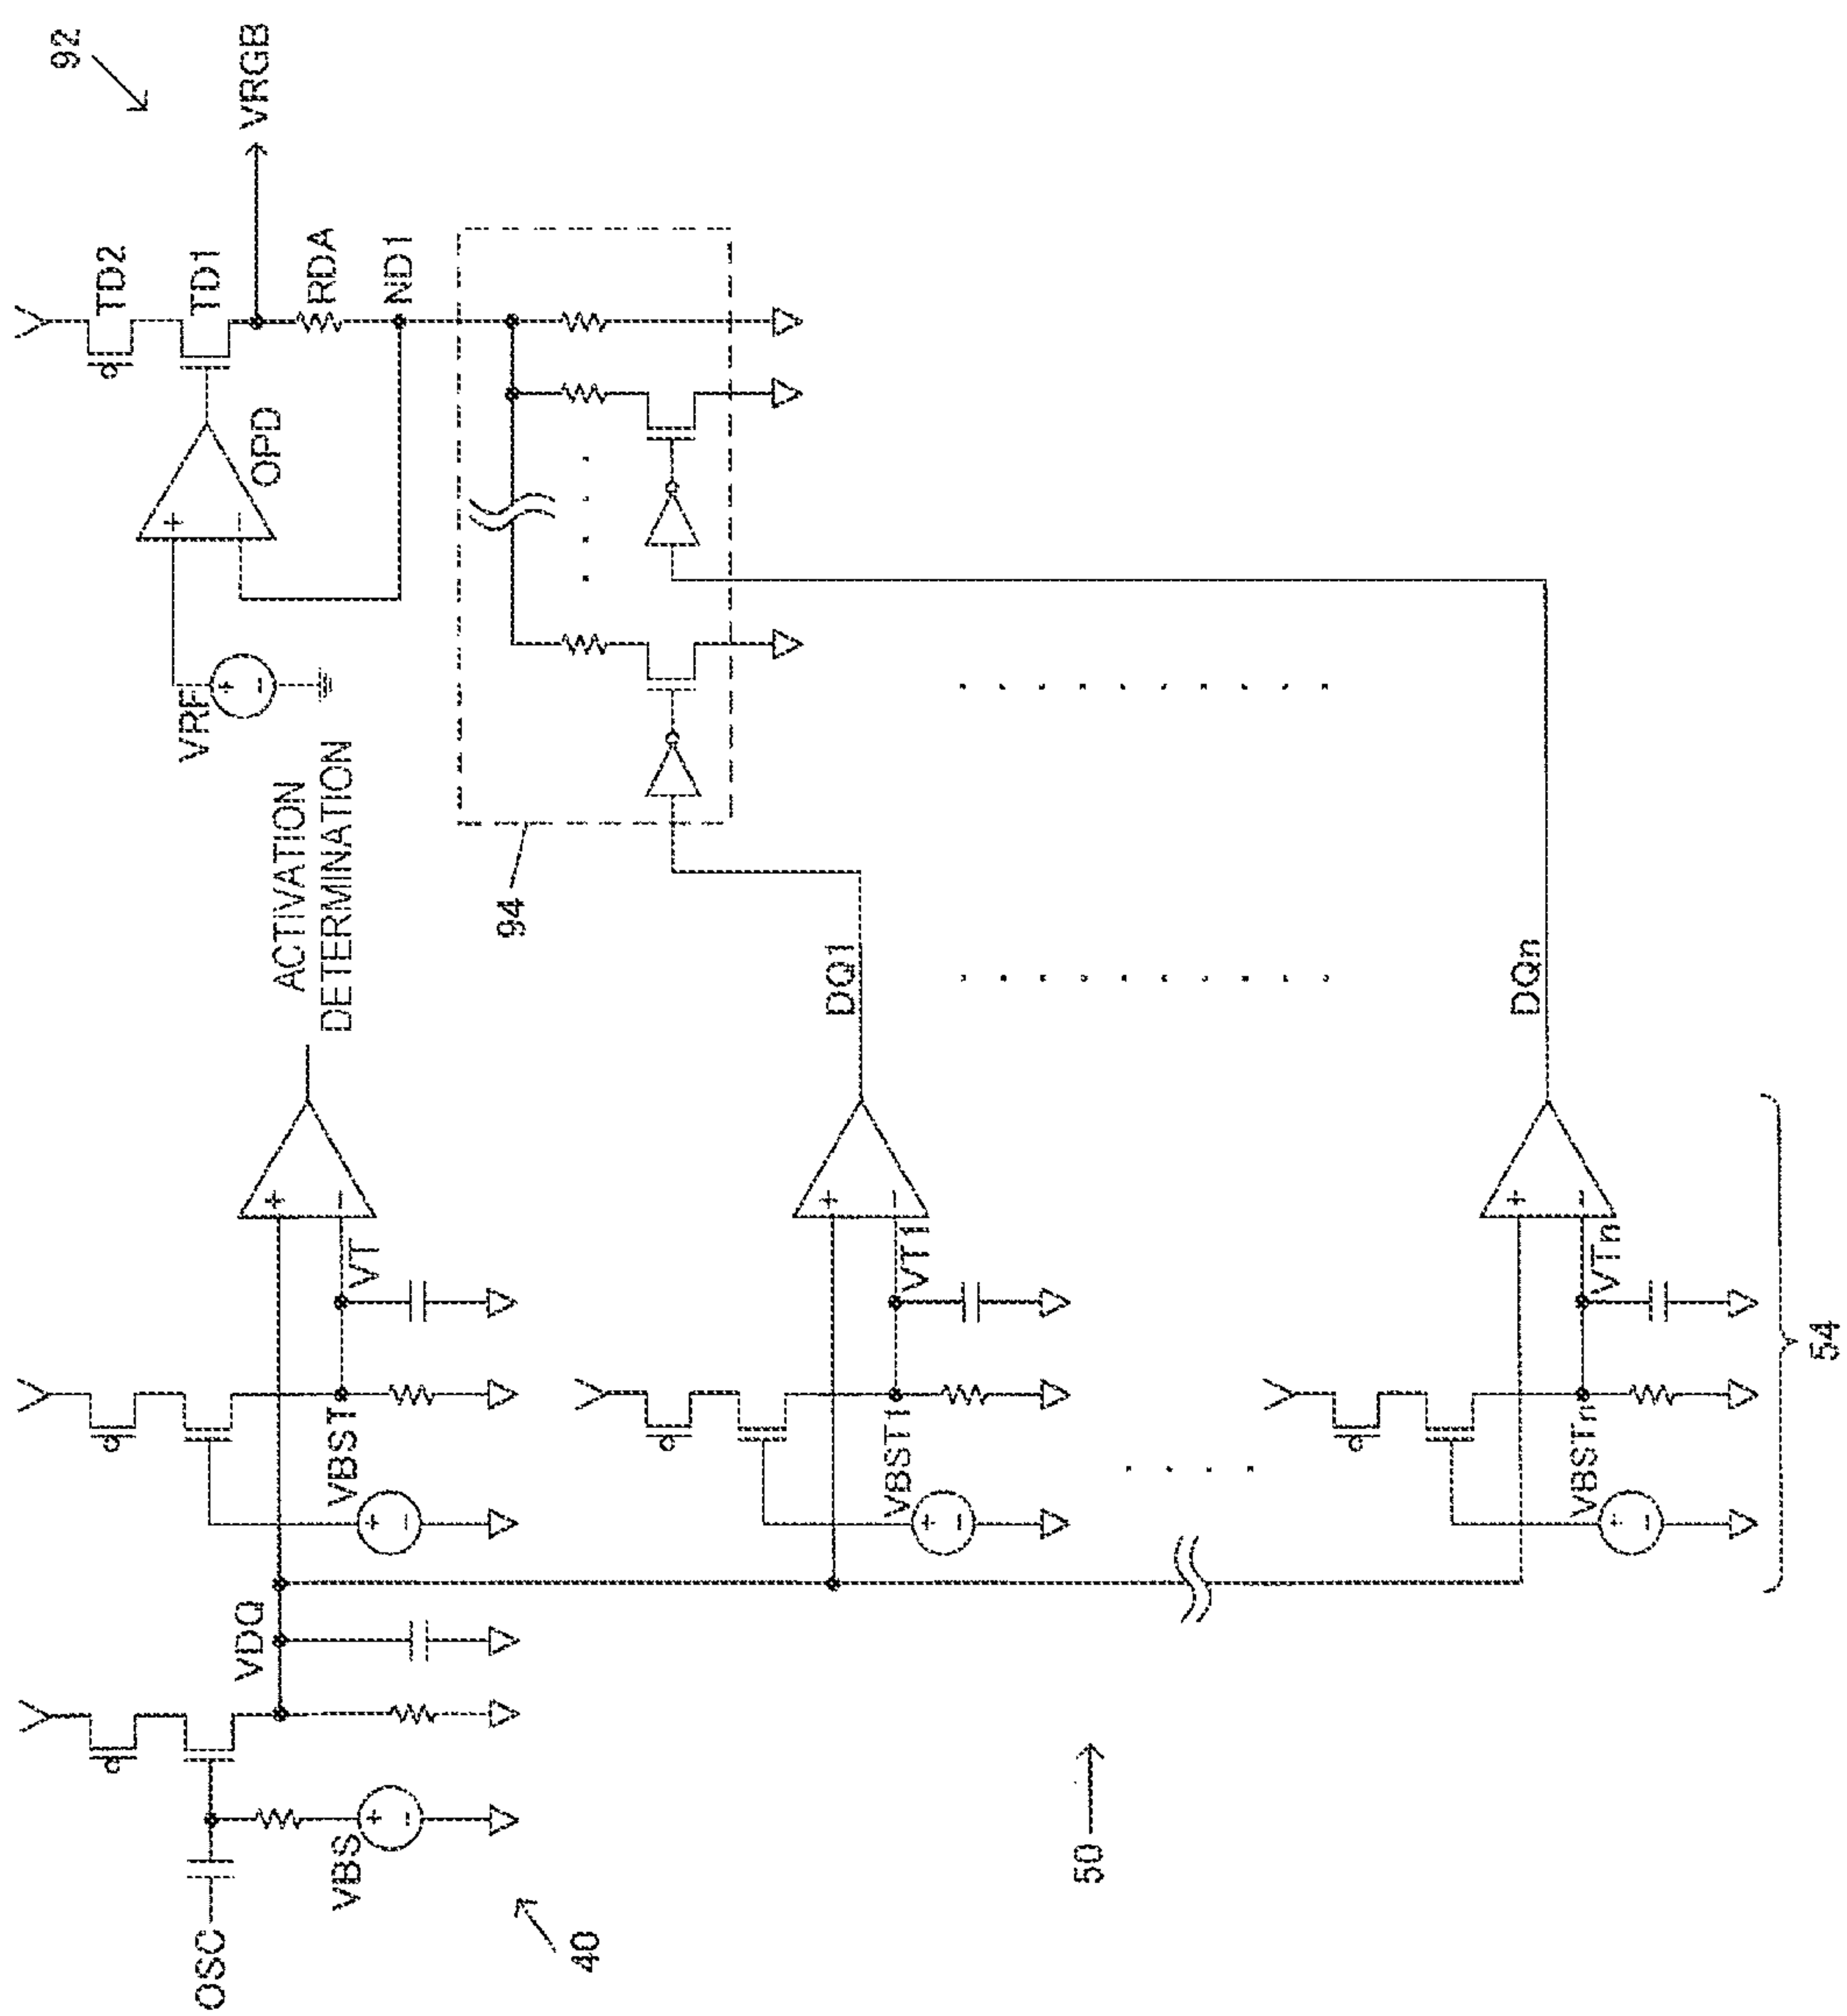 92
TD2
TD1
VRGB
RDA
ND1
OPD
+
−
VRF
+
−
94
ACTIVATION
DETERMINATION
+
−
VT
VBST
+
−
VDQ
OSC
VBS
+
−
40
DQ1
+
−
VT1
VBST1
+
−
DQn
+
−
VTn
VBSTn
+
−
50
54